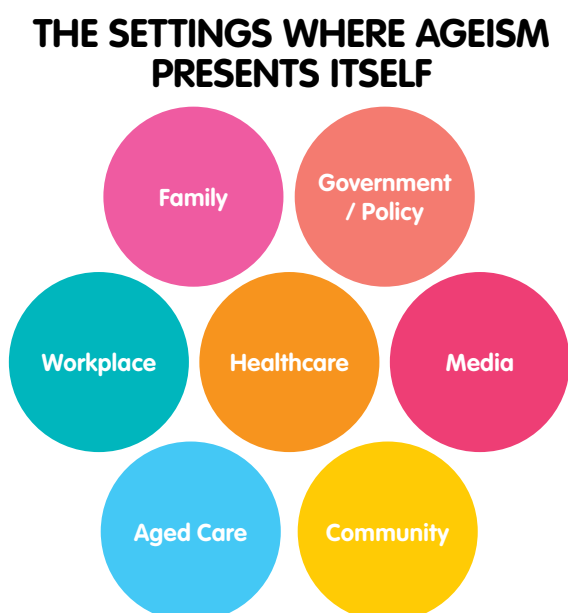 THE SETTINGS WHERE AGEISM
PRESENTS ITSELF
Family
Government
/ Policy
Workplace
Healthcare
Media
Aged Care
Community